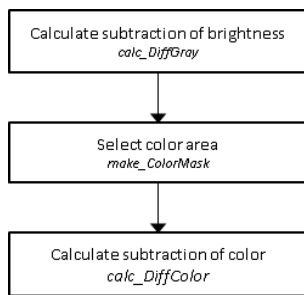 Calculate subtraction of brightness
calc_DiffGray
Select color area
make_ColorMask
Calculate subtraction of color
calc_DiffColor